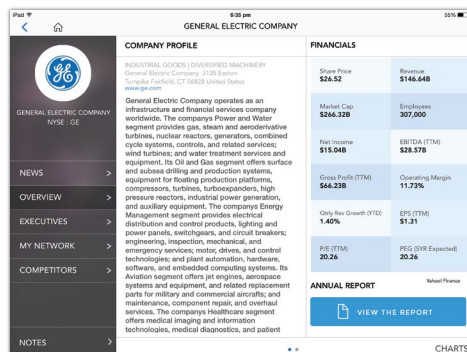 iPad
6:35 pm
55%
GENERAL ELECTRIC COMPANY
GENERAL ELECTRIC COMPANY
NYSE : GE
NEWS >
OVERVIEW >
EXECUTIVES >
MY NETWORK >
COMPETITORS >
NOTES >
COMPANY PROFILE
INDUSTRIAL GOODS | DIVERSIFIED MACHINERY
General Electric Company 3135 Easton
Turnpike Fairfield, CT 06828 United States
www.ge.com
General Electric Company operates as an
infrastructure and financial services company
worldwide. The companys Power and Water
segment provides gas, steam and aeroderivative
turbines, nuclear reactors, generators, combined
cycle systems, controls, and related services;
wind turbines; and water treatment services and
equipment. Its Oil and Gas segment offers surface
and subsea drilling and production systems,
equipment for floating production platforms,
compressors, turbines, turboexpanders, high
pressure reactors, industrial power generation,
and auxiliary equipment. The companys Energy
Management segment provides electrical
distribution and control products, lighting and
power panels, switchgears, and circuit breakers;
engineering, inspection, mechanical, and
emergency services; motor, drives, and control
technologies; and plant automation, hardware,
software, and embedded computing systems. Its
Aviation segment offers jet engines, aerospace
systems and equipment, and related replacement
parts for military and commercial aircrafts; and
maintenance, component repair, and overhaul
services. The companys Healthcare segment
offers medical imaging and information
technologies, medical diagnostics, and patient
FINANCIALS
Share Price
$26.52
Revenue
$146.64B
Market Cap
$266.32B
Employees
307,000
Net Income
$15.04B
EBITDA (TTM)
$28.57B
Gross Profit (TTM)
$66.23B
Operating Margin
11.73%
Qtrly Rev Growth (YTD)
1.40%
EPS (TTM)
$1.31
P/E (TTM)
20.26
PEG (5YR Expected)
20.26
Yahoo! Finance
ANNUAL REPORT
VIEW THE REPORT
CHARTS